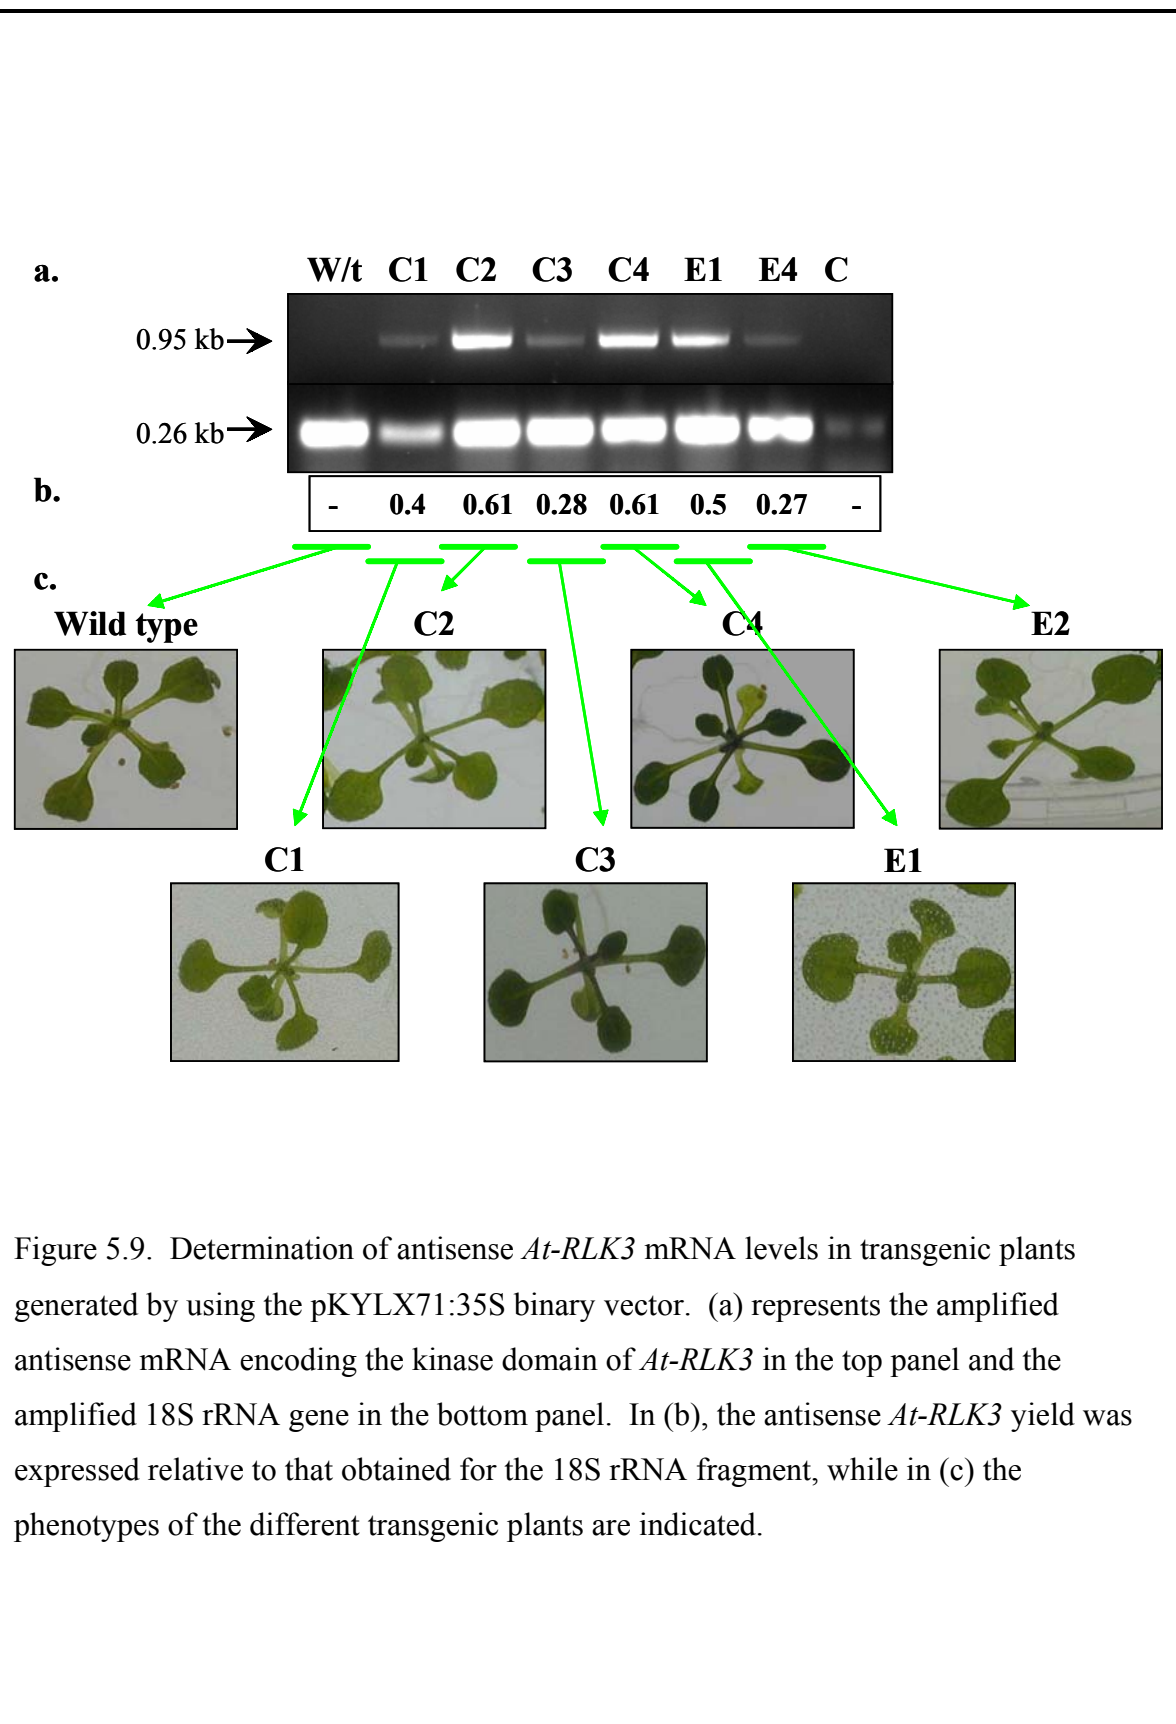 a.
W/t C1 C2 C3 C4 E1 E4 C
0.95 kb
0.26 kb
b.
- 0.4 0.61 0.28 0.61 0.5 0.27 -
c.
Wild type C2 C4 E2
C1 C3 E1
Figure 5.9. Determination of antisense At-RLK3 mRNA levels in transgenic plants
generated by using the pKYLX71:35S binary vector. (a) represents the amplified
antisense mRNA encoding the kinase domain of At-RLK3 in the top panel and the
amplified 18S rRNA gene in the bottom panel. In (b), the antisense At-RLK3 yield was
expressed relative to that obtained for the 18S rRNA fragment, while in (c) the
phenotypes of the different transgenic plants are indicated.